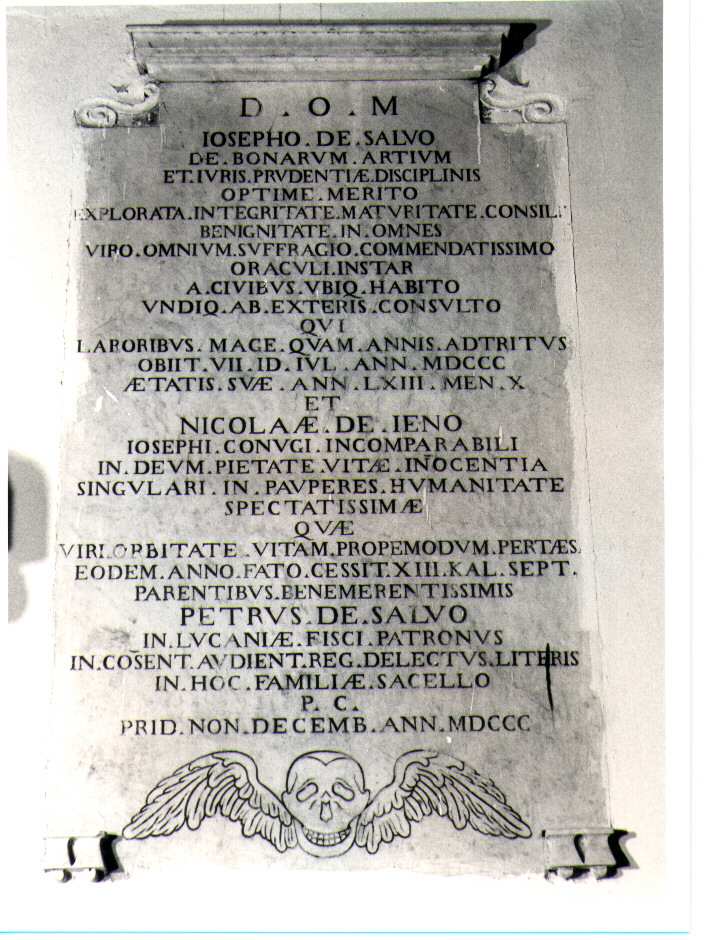 D . O . M
IOSEPHO . DE . SALVO
DE . BONARVM . ARTIVM
ET . IVRIS . PRVDENTIÆ . DISCIPLINIS
OPTIME . MERITO
EXPLORATA . INTEGRITATE . MATVRITATE . CONSILI
BENIGNITATE . IN . OMNES
VIRO . OMNIVM . SVFFRAGIO . COMMENDATISSIMO
ORACVLI . INSTAR
A . CIVIBVS . VBIQ . HABITO
VNDIQ . AB . EXTERIS . CONSVLTO
QVI
LABORIBVS . MAGE . QVAM . ANNIS . ADTRITVS
OBIIT . VII . ID . IVL . ANN . MDCCC
ÆTATIS . SVÆ . ANN . LXIII . MEN . X
ET
NICOLAÆ . DE . IENO
IOSEPHI . CONVGI . INCOMPARABILI
IN . DEVM . PIETATE . VITÆ . IÑOCENTIA
SINGVLARI . IN . PAVPERES . HVMANITATE
SPECTATISSIMÆ
QVÆ
VIRI . ORBITATE . VITAM . PROPEMODVM . PERTÆS .
EODEM . ANNO . FATO . CESSIT . XIII . KAL . SEPT .
PARENTIBVS . BENEMERENTISSIMIS
PETRVS . DE . SALVO
IN . LVCANIÆ . FISCI . PATRONVS
IN . COS̄ENT . AVDIENT . REG . DELECTVS . LITERIS
IN . HOC . FAMILIÆ . SACELLO
P . C .
PRID . NON . DECEMB . ANN . MDCCC